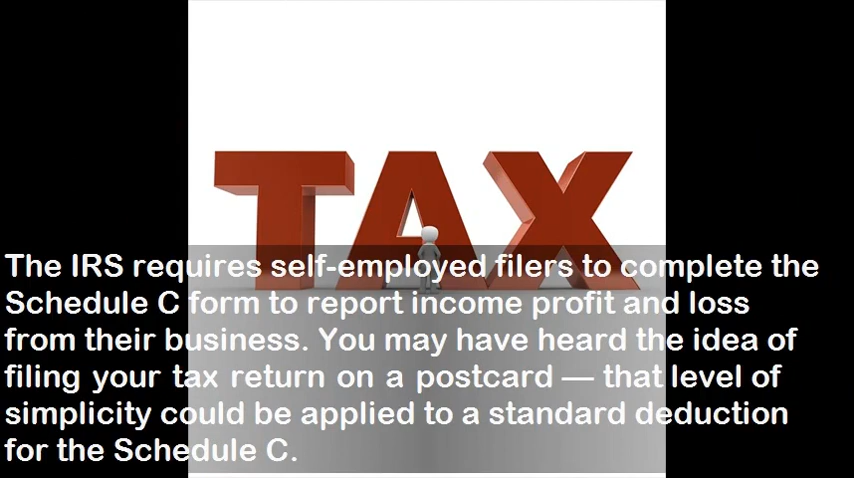 TAX
The IRS requires self-employed filers to complete the
Schedule C form to report income profit and loss
from their business. You may have heard the idea of
filing your tax return on a postcard — that level of
simplicity could be applied to a standard deduction
for the Schedule C.